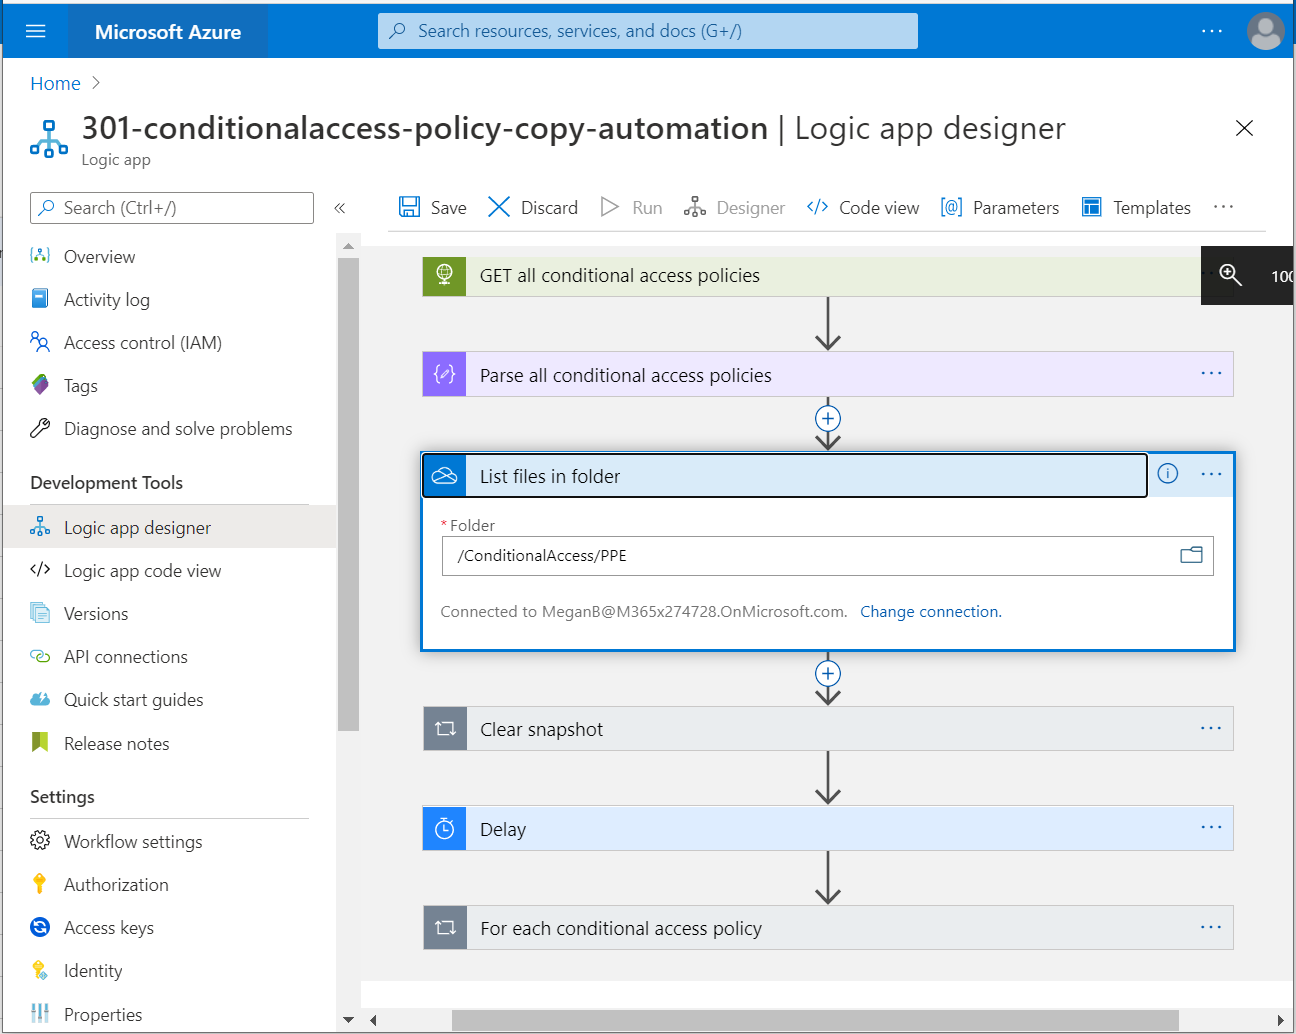 Microsoft Azure
Search resources, services, and docs (G+/)
...
Home >
301-conditionalaccess-policy-copy-automation | Logic app designer
Logic app
Search (Ctrl+/)
«
Save
Discard
Run
Designer
Code view
Parameters
Templates
...
Overview
Activity log
Access control (IAM)
Tags
Diagnose and solve problems
Development Tools
Logic app designer
Logic app code view
Versions
API connections
Quick start guides
Release notes
Settings
Workflow settings
Authorization
Access keys
Identity
Properties
GET all conditional access policies
100
Parse all conditional access policies
...
List files in folder
...
* Folder
/ConditionalAccess/PPE
Connected to MeganB@M365x274728.OnMicrosoft.com. Change connection.
Clear snapshot
...
Delay
...
For each conditional access policy
...